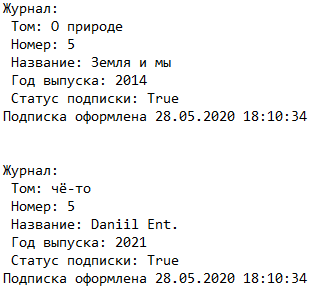 Журнал:
Том: О природе
Номер: 5
Название: Земля и мы
Год выпуска: 2014
Статус подписки: True
Подписка оформлена 28.05.2020 18:10:34
Журнал:
Том: чё-то
Номер: 5
Название: Daniil Ent.
Год выпуска: 2021
Статус подписки: True
Подписка оформлена 28.05.2020 18:10:34